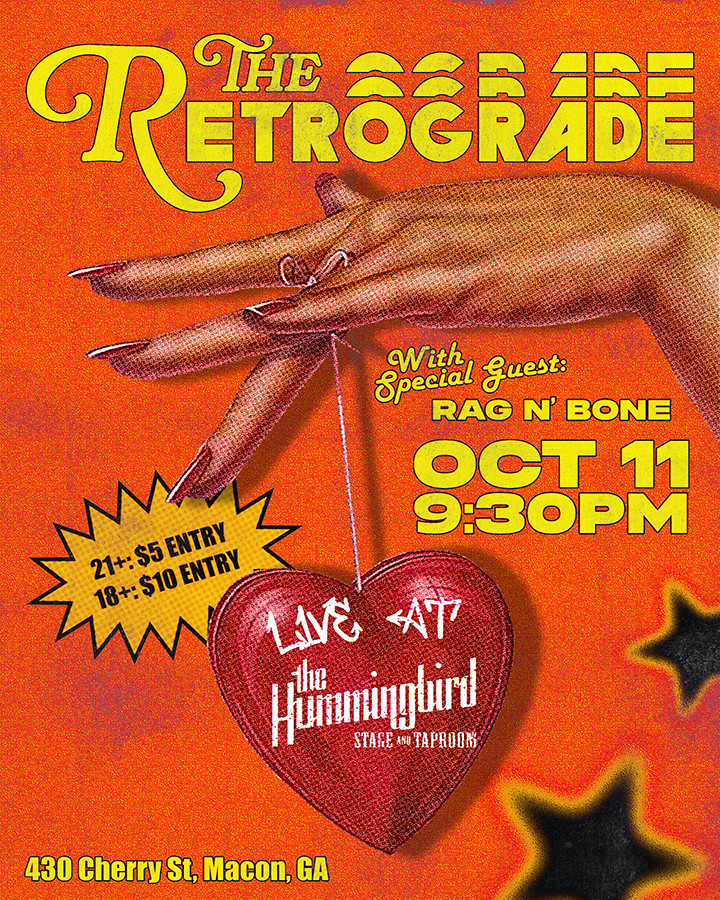 THE
RETROGRADE
With
Special Guest:
RAG N' BONE
OCT 11
9:30PM
21+: $5 ENTRY
18+: $10 ENTRY
LIVE AT
the
Hummingbird
STAGE AND TAPROOM
430 Cherry St, Macon, GA